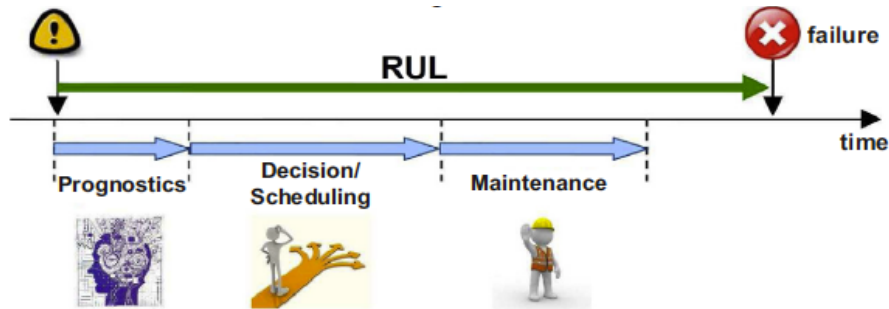 failure
RUL
time
Prognostics
Decision/
Scheduling
Maintenance